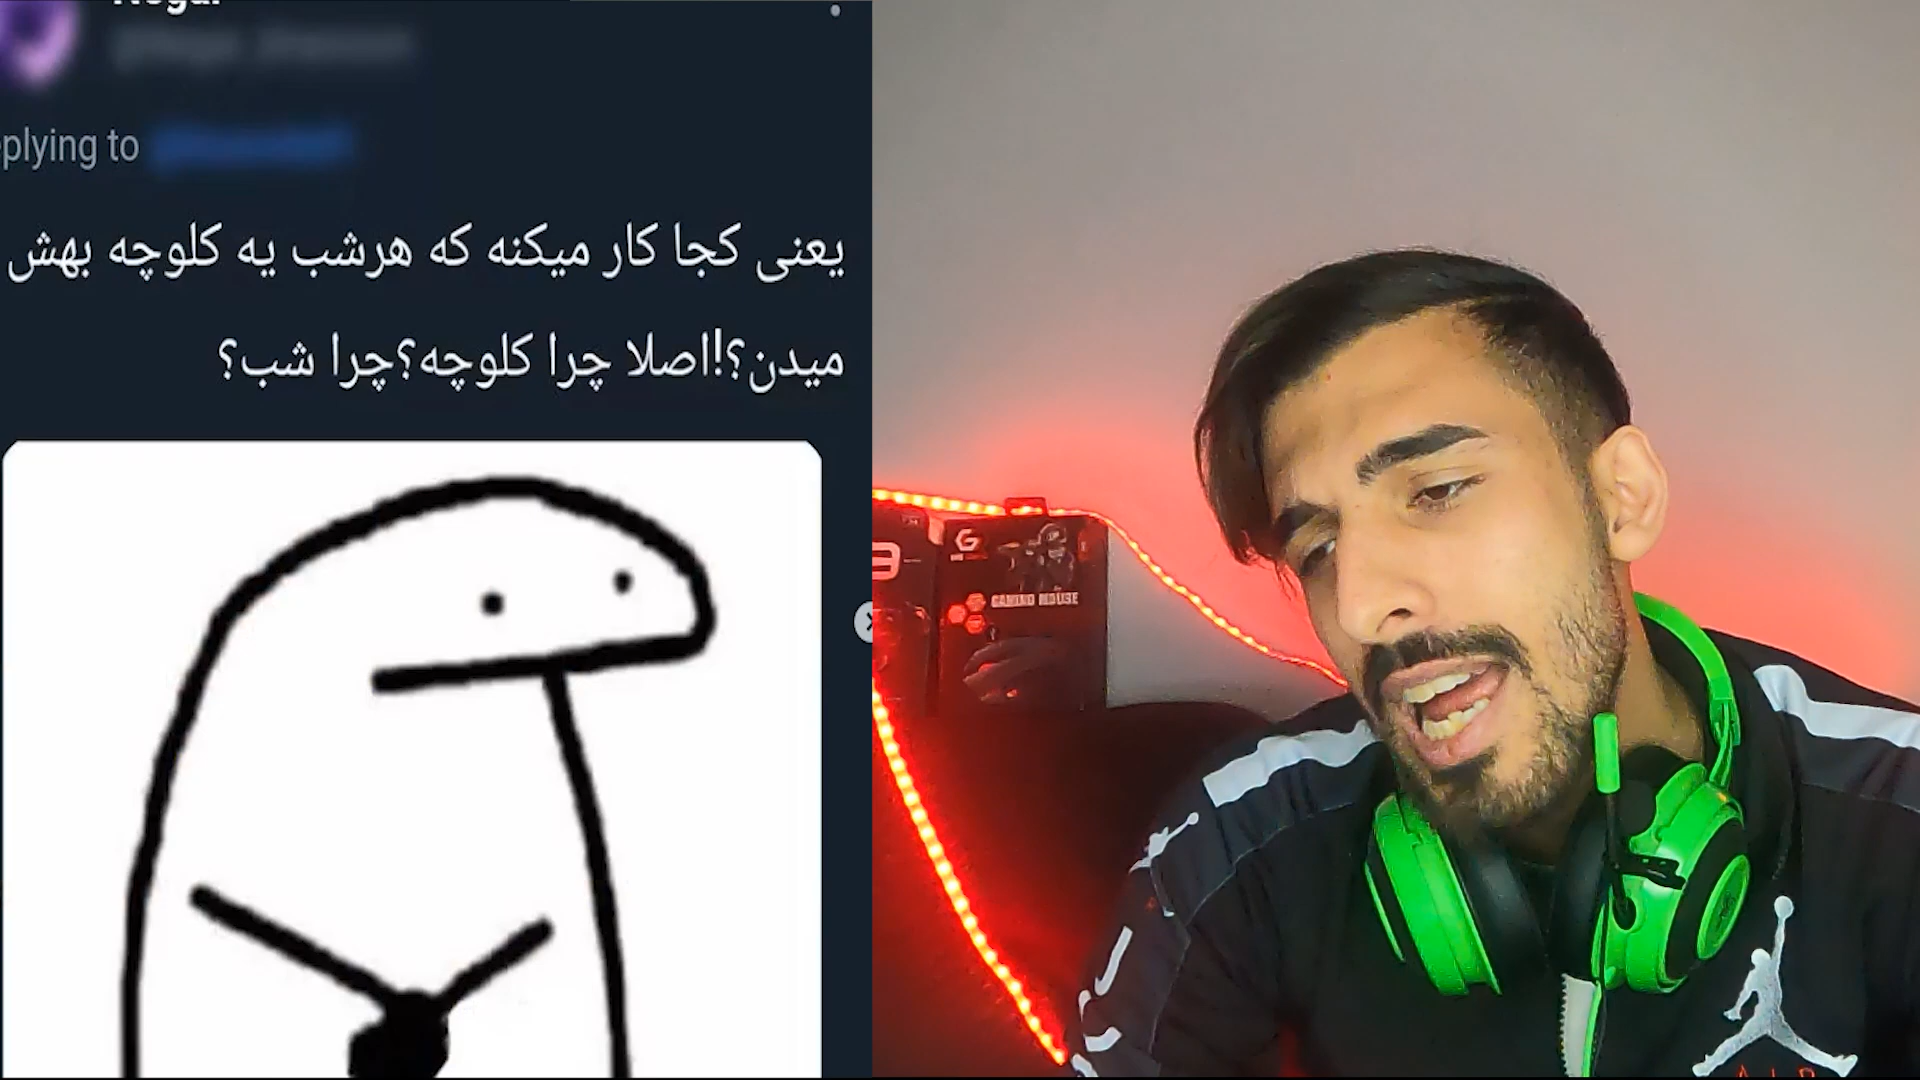 plying to
یعنی کجا کار میکنه که هرشب یه کلوچه بهش
میدن؟!اصلا چرا کلوچه؟چرا شب؟
GAMING MOUSE
AIR